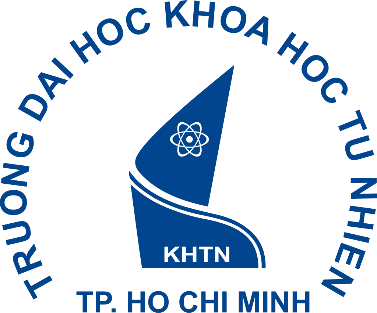 TRUONG DAI HOC KHOA HOC TU NHIEN
KHTN
TP. HO CHI MINH